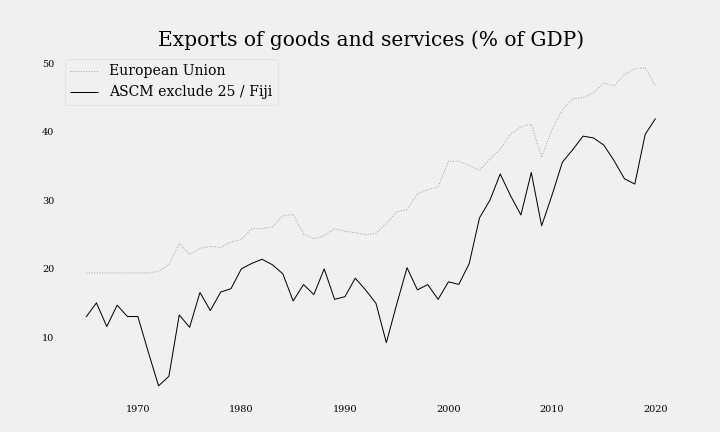 Exports of goods and services (% of GDP)
European Union
ASCM exclude 25 / Fiji
50
40
30
20
10
1970 1980 1990 2000 2010 2020